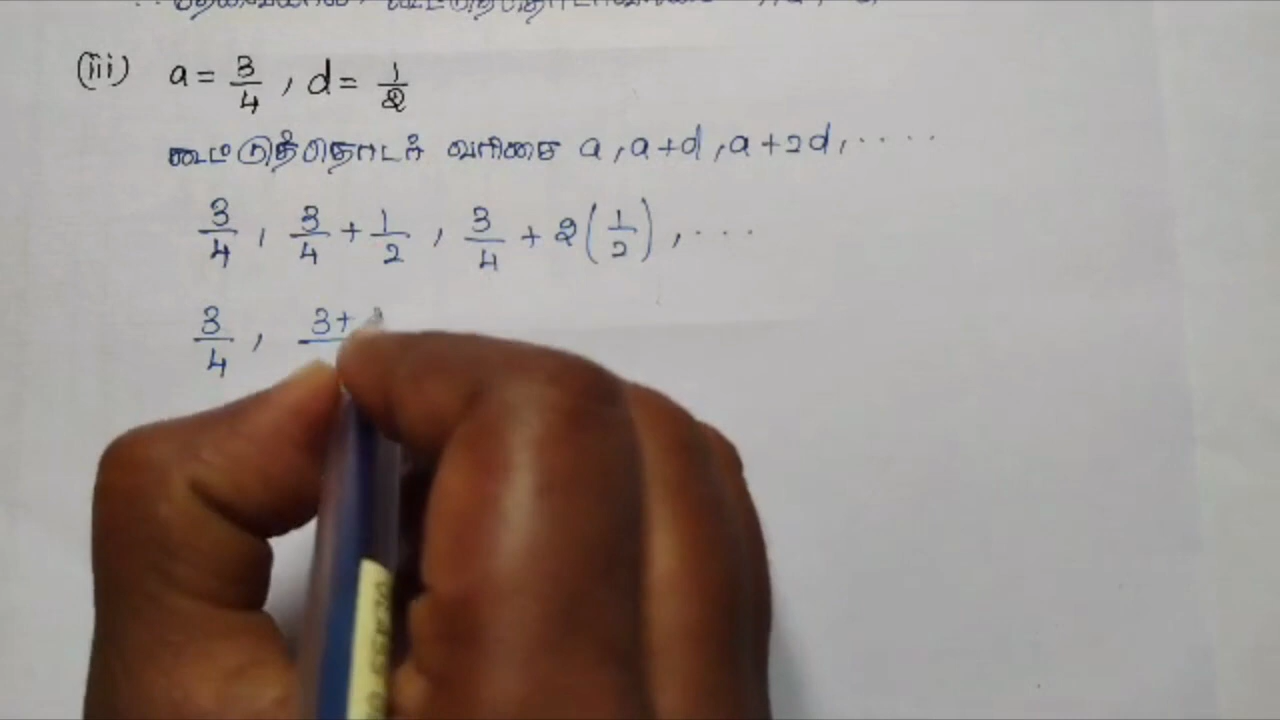 (iii) a = 3/4 , d = 1/2
கூட்டுத்தொடர் வரிசை a , a + d , a + 2d , ....
3/4 , 3/4 + 1/2 , 3/4 + 2(1/2) , ...
3/4 , 3+